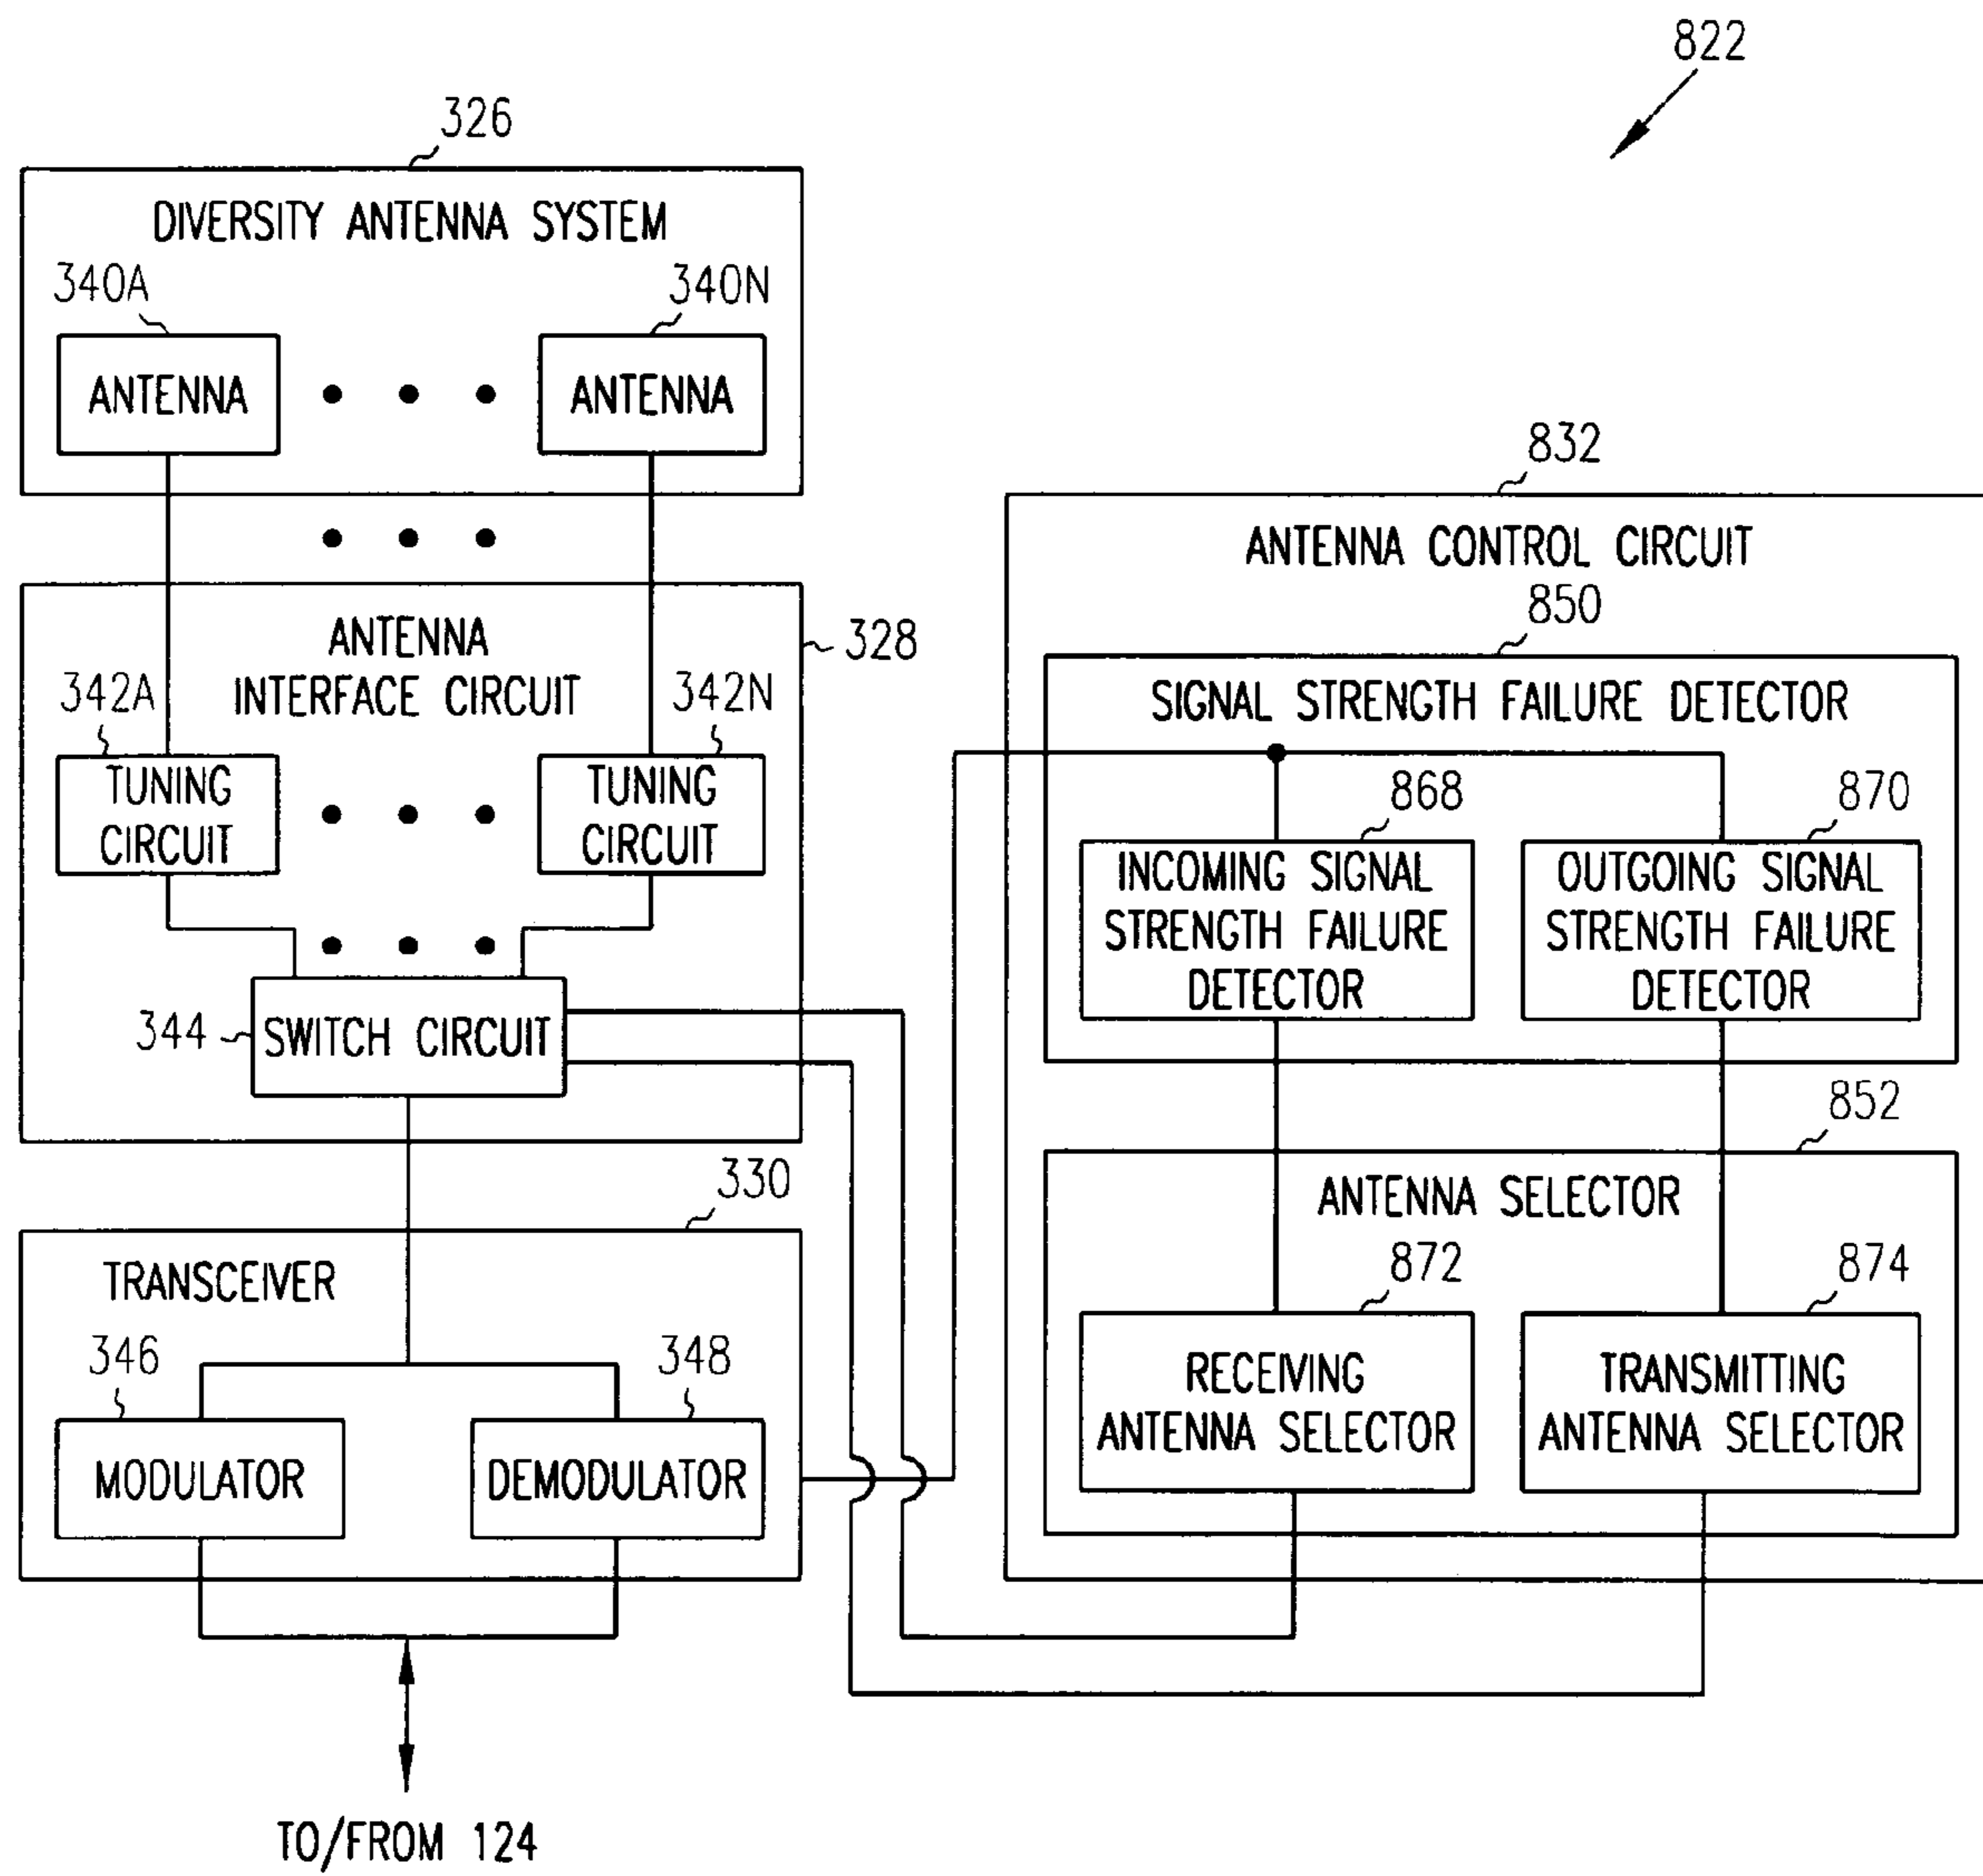 822
326
DIVERSITY ANTENNA SYSTEM
340A
340N
ANTENNA
ANTENNA
832
ANTENNA CONTROL CIRCUIT
850
ANTENNA
INTERFACE CIRCUIT
328
342A
342N
SIGNAL STRENGTH FAILURE DETECTOR
TUNING
CIRCUIT
TUNING
CIRCUIT
868
870
INCOMING SIGNAL
STRENGTH FAILURE
DETECTOR
OUTGOING SIGNAL
STRENGTH FAILURE
DETECTOR
344
SWITCH CIRCUIT
852
330
ANTENNA SELECTOR
TRANSCEIVER
872
874
346
348
RECEIVING
ANTENNA SELECTOR
TRANSMITTING
ANTENNA SELECTOR
MODULATOR
DEMODULATOR
TO/FROM 124